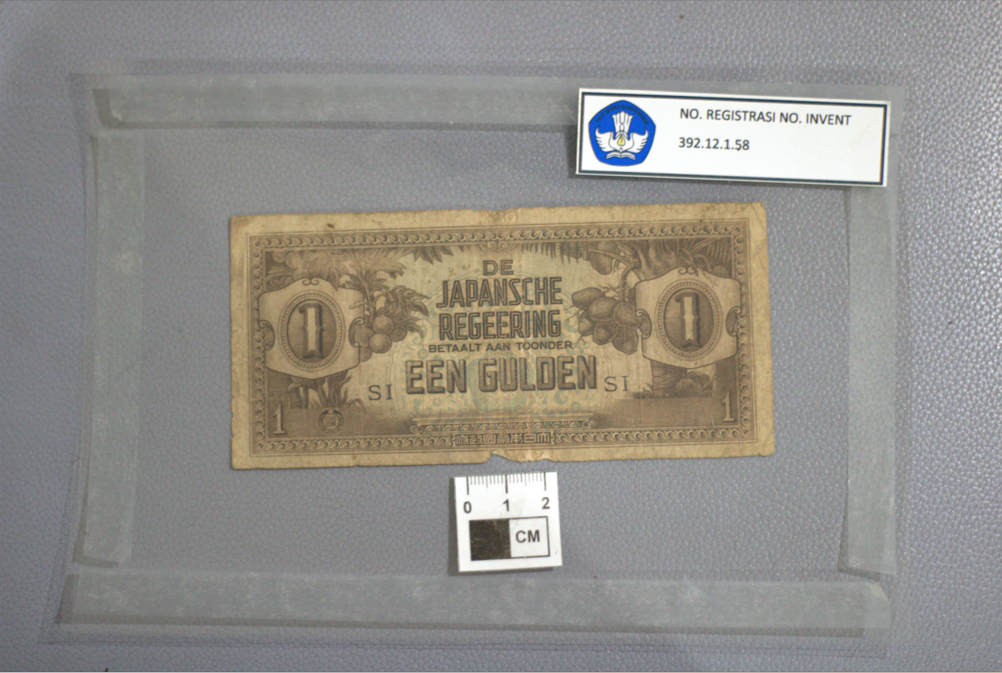 NO. REGISTRASI NO. INVENT
392.12.1.58
DE
JAPANSCHE
REGEERING
BETAALT AAN TOONDER
EEN GULDEN
SI
SI
1
1
1
1
0 1 2
CM